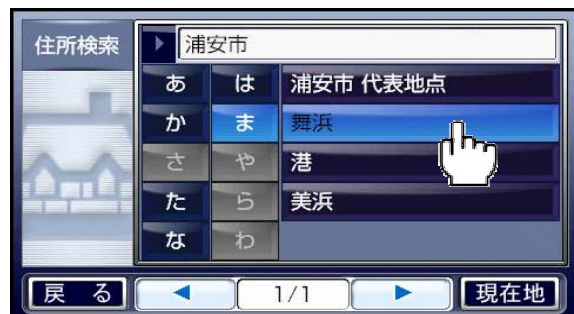 住所検索
浦安市
あ は 浦安市 代表地点
か ま 舞浜
さ や 港
た ら 美浜
な わ
戻る 1/1 現在地